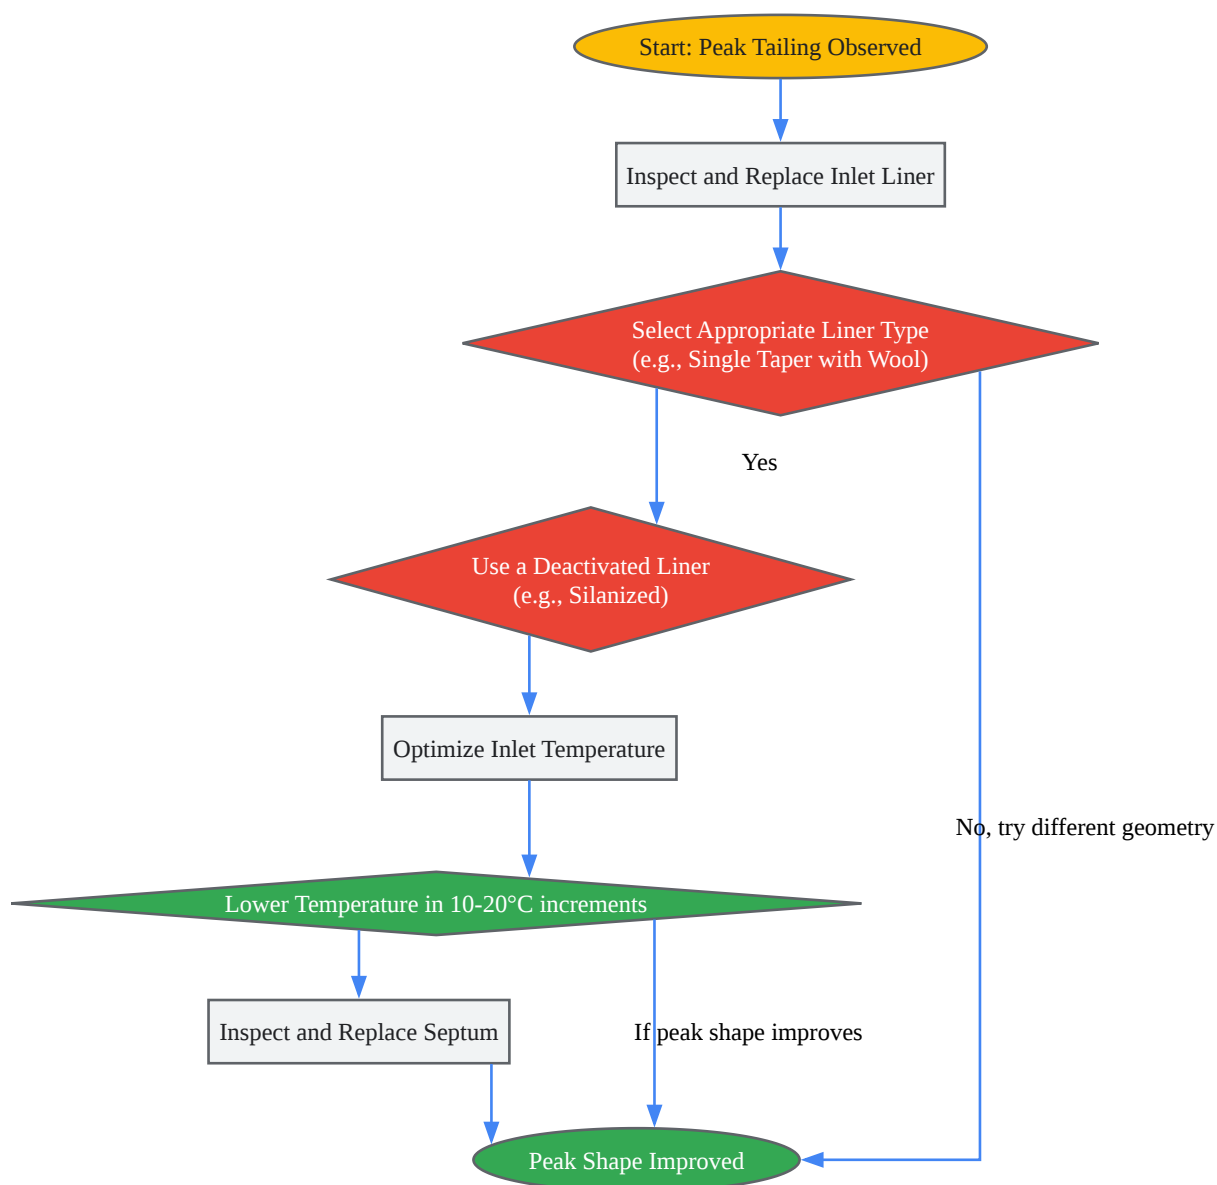 Start: Peak Tailing Observed
Inspect and Replace Inlet Liner
Select Appropriate Liner Type
(e.g., Single Taper with Wool)
Yes
Use a Deactivated Liner
(e.g., Silanized)
Optimize Inlet Temperature
No, try different geometry
Lower Temperature in 10-20°C increments
Inspect and Replace Septum
If peak shape improves
Peak Shape Improved